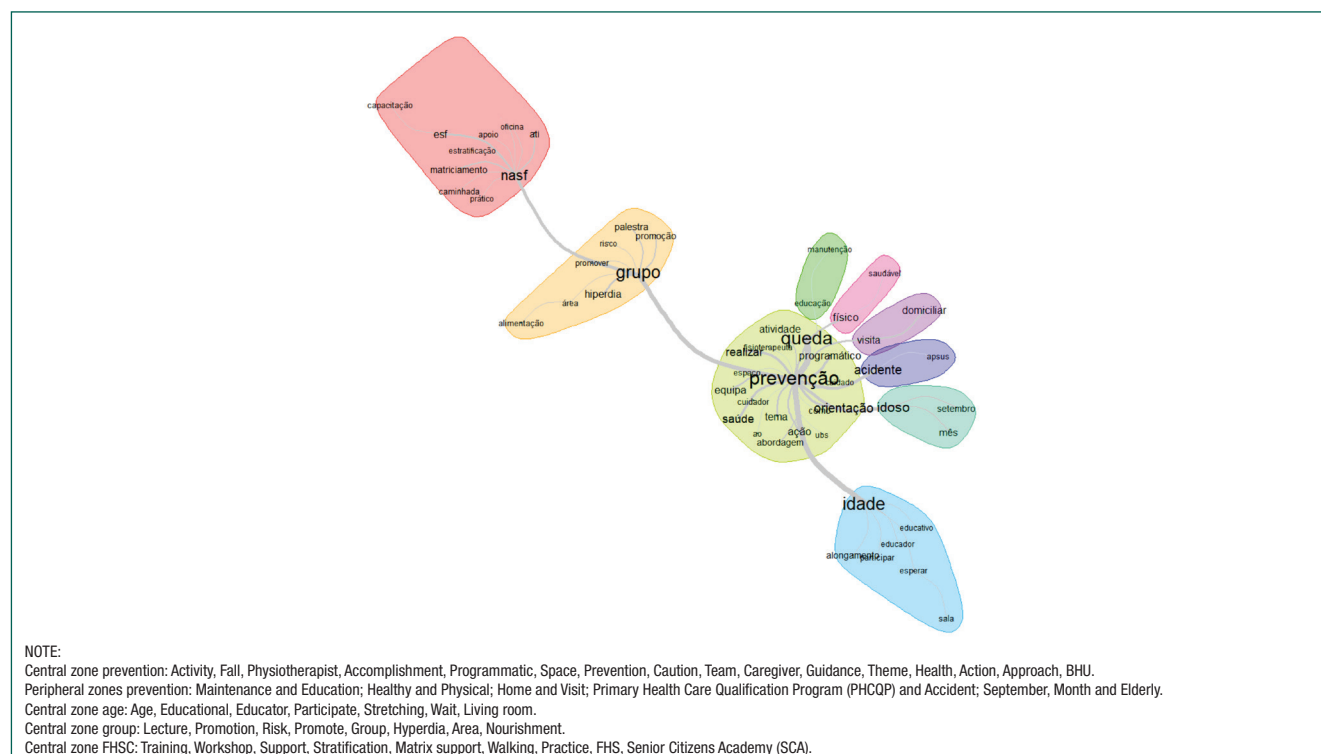 capacitação
oficina
esf
apoio
ati
estratificação
matriciamento
nasf
caminhada
prático
palestra
promoção
risco
promover
grupo
hiperdia
área
alimentação
manutenção
educação
saudável
físico
domiciliar
visita
atividade
queda
fisioterapeuta
realizar
programático
apsus
acidente
espaço
prevenção
cuidado
equipa
cuidador
orientação
idoso
setembro
como
tema
saúde
mês
ao
ação
ubs
abordagem
idade
educativo
educador
alongamento
participar
esperar
sala
NOTE:
Central zone prevention: Activity, Fall, Physiotherapist, Accomplishment, Programmatic, Space, Prevention, Caution, Team, Caregiver, Guidance, Theme, Health, Action, Approach, BHU.
Peripheral zones prevention: Maintenance and Education; Healthy and Physical; Home and Visit; Primary Health Care Qualification Program (PHCQP) and Accident; September, Month and Elderly.
Central zone age: Age, Educational, Educator, Participate, Stretching, Wait, Living room.
Central zone group: Lecture, Promotion, Risk, Promote, Group, Hyperdia, Area, Nourishment.
Central zone FHSC: Training, Workshop, Support, Stratification, Matrix support, Walking, Practice, FHS, Senior Citizens Academy (SCA).